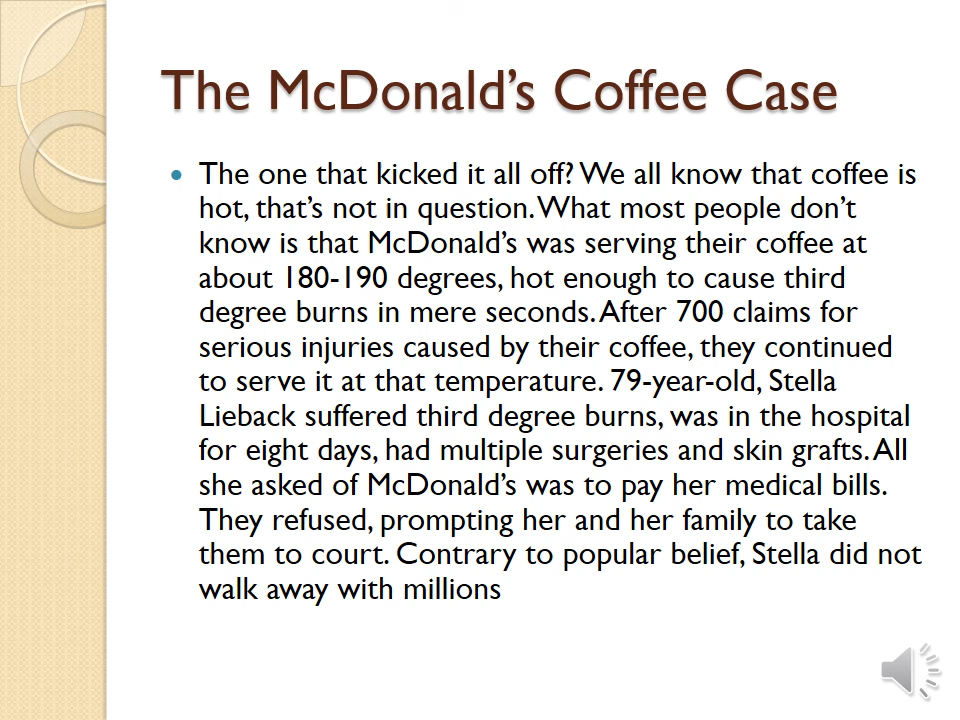 The McDonald’s Coffee Case
The one that kicked it all off? We all know that coffee is
hot, that’s not in question. What most people don’t
know is that McDonald’s was serving their coffee at
about 180-190 degrees, hot enough to cause third
degree burns in mere seconds. After 700 claims for
serious injuries caused by their coffee, they continued
to serve it at that temperature. 79-year-old, Stella
Lieback suffered third degree burns, was in the hospital
for eight days, had multiple surgeries and skin grafts. All
she asked of McDonald’s was to pay her medical bills.
They refused, prompting her and her family to take
them to court. Contrary to popular belief, Stella did not
walk away with millions